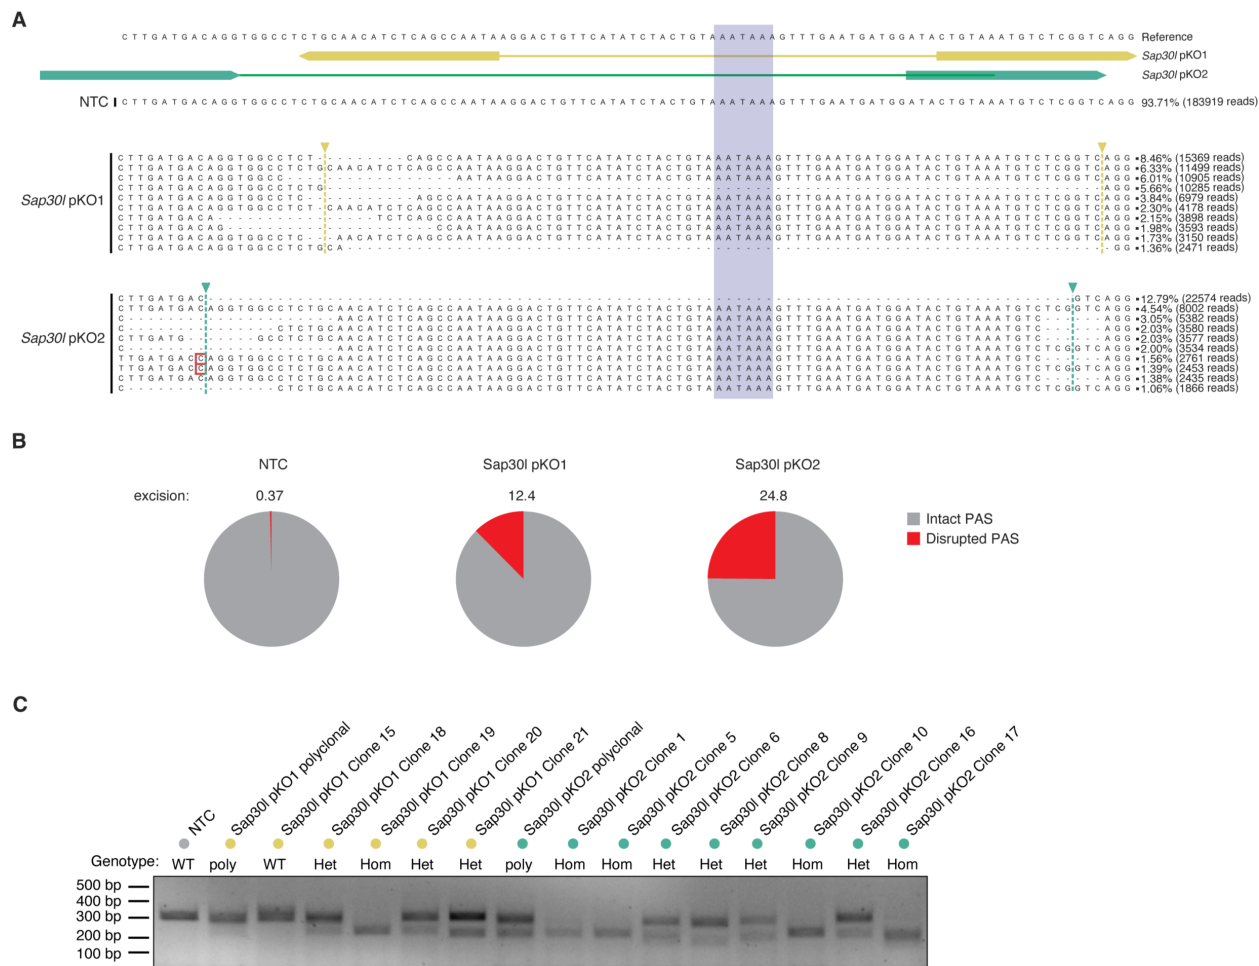 A
C T T G A T G A C A G G T G G C C T C T G C A A C A T C T C A G C C A A T A A G G A C T G T T C A T A T C T A C T G T A A A T A A A G T T T G A A T G A T G G A T A C T G T A A A T G T C T C G G T C A G G Reference
Sap30l pKO1
Sap30l pKO2
NTC C T T G A T G A C A G G T G G C C T C T G C A A C A T C T C A G C C A A T A A G G A C T G T T C A T A T C T A C T G T A A A T A A A G T T T G A A T G A T G G A T A C T G T A A A T G T C T C G G T C A G G 93.71% (183919 reads)
Sap30l pKO1
C T T G A T G A C A G G T G G C C T C T - - - - - - - - - C A G C C A A T A A G G A C T G T T C A T A T C T A C T G T A A A T A A A G T T T G A A T G A T G G A T A C T G T A A A T G T C T C G G T C A G G 8.46% (15369 reads)
C T T G A T G A C A G G T G G C C T C T G C A A C A T C T C A G C C A A T A A G G A C T G T T C A T A T C T A C T G T A A A T A A A G T T T G A A T G A T G G A T A C T G T A A A T G T C T C G G T C A G G 6.33% (11499 reads)
C T T G A T G A C A G G T G G C C - - - - - - - - - - - - - - - - - A A T A A G G A C T G T T C A T A T C T A C T G T A A A T A A A G T T T G A A T G A T G G A T A C T G T A A A T G T C T C G G T C A G G 6.01% (10905 reads)
C T T G A T G A C A G G T G G C C T C T G - - - - - - - - - - - - - - - - - - - - - - - - - - - - - - - - - - - - - - - - - - - - - - - - - - - - - - - - - - - - - - - - - - - - - - - - - - - - - - A G G 5.66% (10285 reads)
C T T G A T G A C A G G T G G C C T C - - - - - - - - - - - A G C C A A T A A G G A C T G T T C A T A T C T A C T G T A A A T A A A G T T T G A A T G A T G G A T A C T G T A A A T G T C T C G G T C A G G 3.84% (6979 reads)
C T T G A T G A C A G G T G G C C T C T - C A A C A T C T C A G C C A A T A A G G A C T G T T C A T A T C T A C T G T A A A T A A A G T T T G A A T G A T G G A T A C T G T A A A T G T C T C G G T C A G G 2.30% (4178 reads)
C T T G A T G A C A - - - - - - - - - - - - - - - - T C T C A G C C A A T A A G G A C T G T T C A T A T C T A C T G T A A A T A A A G T T T G A A T G A T G G A T A C T G T A A A T G T C T C G G T C A G G 2.15% (3898 reads)
C T T G A T G A C A G - - - - - - - - - - - - - - - - - - - - - C C A A T A A G G A C T G T T C A T A T C T A C T G T A A A T A A A G T T T G A A T G A T G G A T A C T G T A A A T G T C T C G G T C A G G 1.98% (3593 reads)
C T T G A T G A C A G G T G G C C T C T - - A A C A T C T C A G C C A A T A A G G A C T G T T C A T A T C T A C T G T A A A T A A A G T T T G A A T G A T G G A T A C T G T A A A T G T C T C G G T C A G G 1.73% (3150 reads)
C T T G A T G A C A G G T G G C C T C T G C A - - - - - - - - - - - - - - - - - - - - - - - - - - - - - - - - - - - - - - - - - - - - - - - - - - - - - - - - - - - - - - - - - - - - - - - - - - - - A G G 1.36% (2471 reads)
Sap30l pKO2
C T T G A T G A C - - - - - - - - - - - - - - - - - - - - - - - - - - - - - - - - - - - - - - - - - - - - - - - - - - - - - - - - - - - - - - - - - - - - - - - - - - - - - - - - - - - - - - - G T C A G G 12.79% (22574 reads)
C T T G A T G A C A G G T G G C C T C T G C A A C A T C T C A G C C A A T A A G G A C T G T T C A T A T C T A C T G T A A A T A A A G T T T G A A T G A T G G A T A C T G T A A A T G T C T C G G T C A G G 4.54% (8002 reads)
C - - - - - - - - - - - - - - - - - - - - - A A C A T C T C A G C C A A T A A G G A C T G T T C A T A T C T A C T G T A A A T A A A G T T T G A A T G A T G G A T A C T G T A A A T G T C - - - - - - A G G 3.05% (5382 reads)
C - - - - - - - - - - - - - - - C T C T G C A A C A T C T C A G C C A A T A A G G A C T G T T C A T A T C T A C T G T A A A T A A A G T T T G A A T G A T G G A T A C T G T A A A T G T C - - - - - - A G G 2.03% (3580 reads)
C T T G A T G - - - - - - - G C C T C T G C A A C A T C T C A G C C A A T A A G G A C T G T T C A T A T C T A C T G T A A A T A A A G T T T G A A T G A T G G A T A C T G T A A A T G T C - - - - - - A G G 2.03% (3577 reads)
C - - - - - - - - - - - - - - - - - - - - - A A C A T C T C A G C C A A T A A G G A C T G T T C A T A T C T A C T G T A A A T A A A G T T T G A A T G A T G G A T A C T G T A A A T G T C T C G G T C A G G 2.00% (3534 reads)
T T G A T G A C C A G G T G G C C T C T G C A A C A T C T C A G C C A A T A A G G A C T G T T C A T A T C T A C T G T A A A T A A A G T T T G A A T G A T G G A T A C T G T A A A T G T C - - - - - - A G G 1.56% (2761 reads)
T T G A T G A C C A G G T G G C C T C T G C A A C A T C T C A G C C A A T A A G G A C T G T T C A T A T C T A C T G T A A A T A A A G T T T G A A T G A T G G A T A C T G T A A A T G T C T C G G T C A G G 1.39% (2453 reads)
C T T G A T G A C A G G T G G C C T C T G C A A C A T C T C A G C C A A T A A G G A C T G T T C A T A T C T A C T G T A A A T A A A G T T T G A A T G A T G G A T A C T G T A A A T G T C - - - - - - A G G 1.38% (2435 reads)
C - - - - - - - - - - - - - - - C T C T G C A A C A T C T C A G C C A A T A A G G A C T G T T C A T A T C T A C T G T A A A T A A A G T T T G A A T G A T G G A T A C T G T A A A T G T C T C G G T C A G G 1.06% (1866 reads)
B
NTC Sap30l pKO1 Sap30l pKO2
excision: 0.37 12.4 24.8
Intact PAS
Disrupted PAS
C
NTC
Sap30l pKO1 polyclonal
Sap30l pKO1 Clone 15
Sap30l pKO1 Clone 18
Sap30l pKO1 Clone 19
Sap30l pKO1 Clone 20
Sap30l pKO1 Clone 21
Sap30l pKO2 polyclonal
Sap30l pKO2 Clone 1
Sap30l pKO2 Clone 5
Sap30l pKO2 Clone 6
Sap30l pKO2 Clone 8
Sap30l pKO2 Clone 9
Sap30l pKO2 Clone 10
Sap30l pKO2 Clone 16
Sap30l pKO2 Clone 17
Genotype: WT poly WT Het Hom Het Het poly Hom Hom Het Het Het Hom Het Hom
500 bp
400 bp
300 bp
200 bp
100 bp